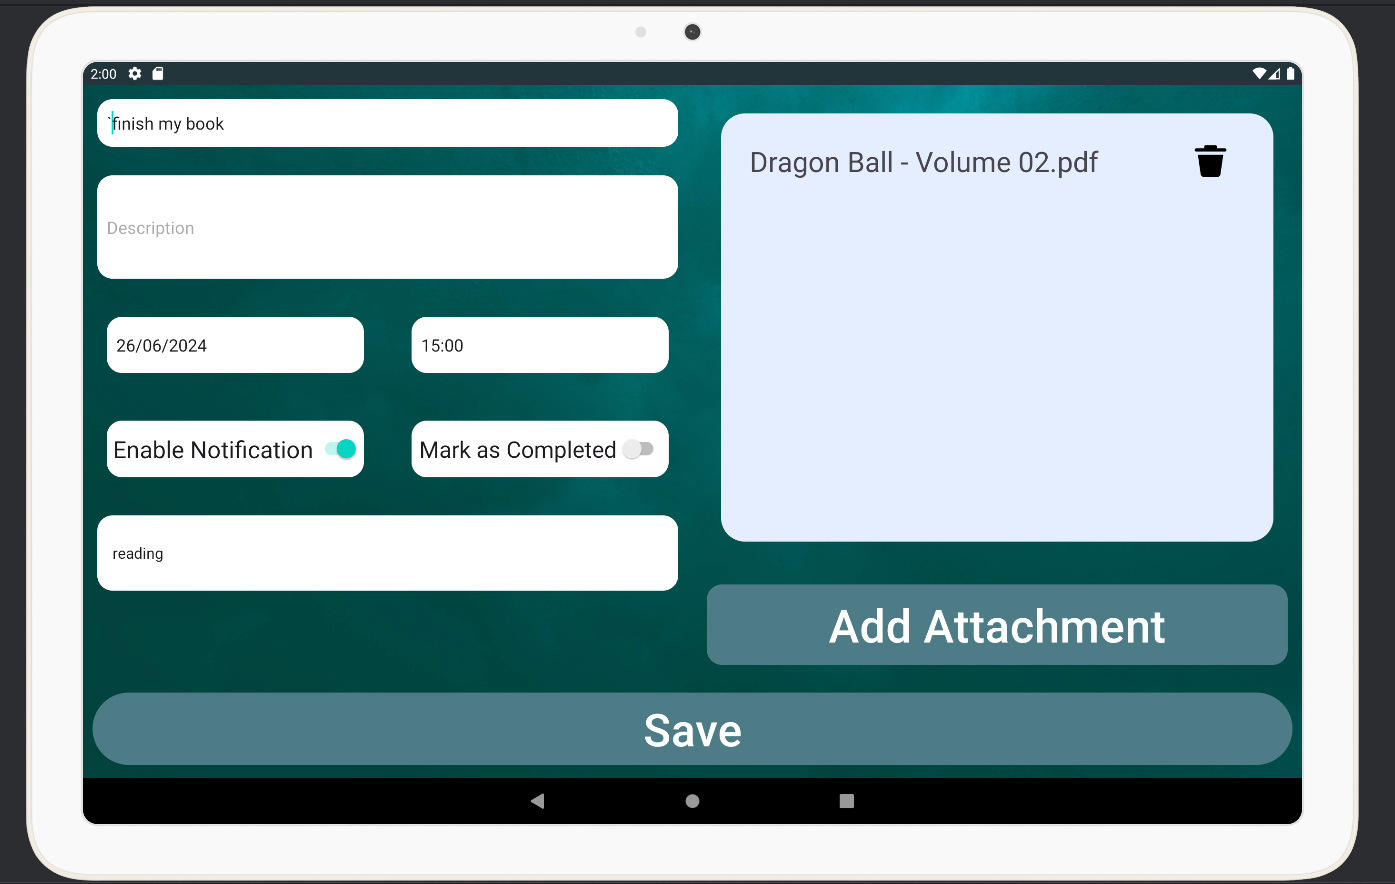 2:00
`finish my book
Description
26/06/2024
15:00
Enable Notification
Mark as Completed
reading
Dragon Ball - Volume 02.pdf
Add Attachment
Save